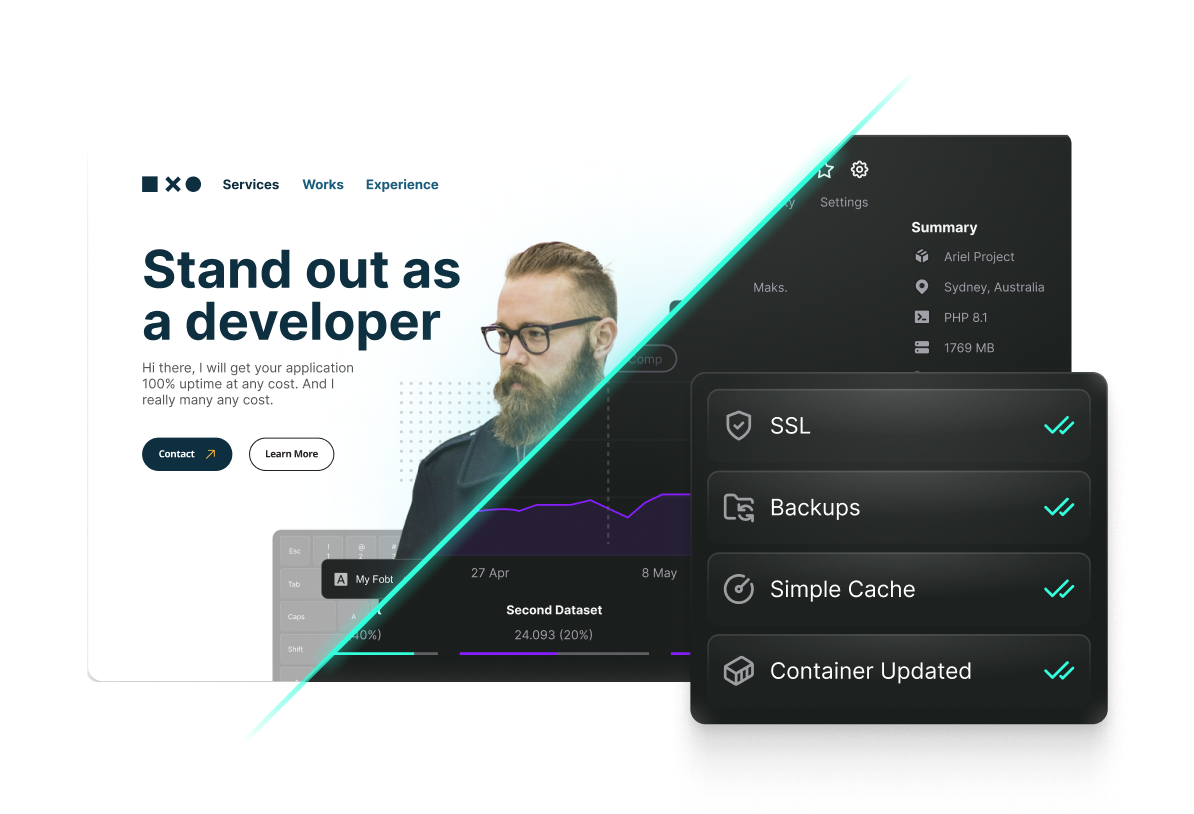 Services Works Experience
Stand out as
a developer
Hi there, I will get your application
100% uptime at any cost. And I
really many any cost.
Contact
Learn More
Esc ! 1 @ 2 #
Tab
Caps A
Shift
A My Fobt
Settings
Summary
Ariel Project
Sydney, Australia
PHP 8.1
1769 MB
Maks.
27 Apr 8 May
Second Dataset
40%) 24.093 (20%)
SSL
Backups
Simple Cache
Container Updated